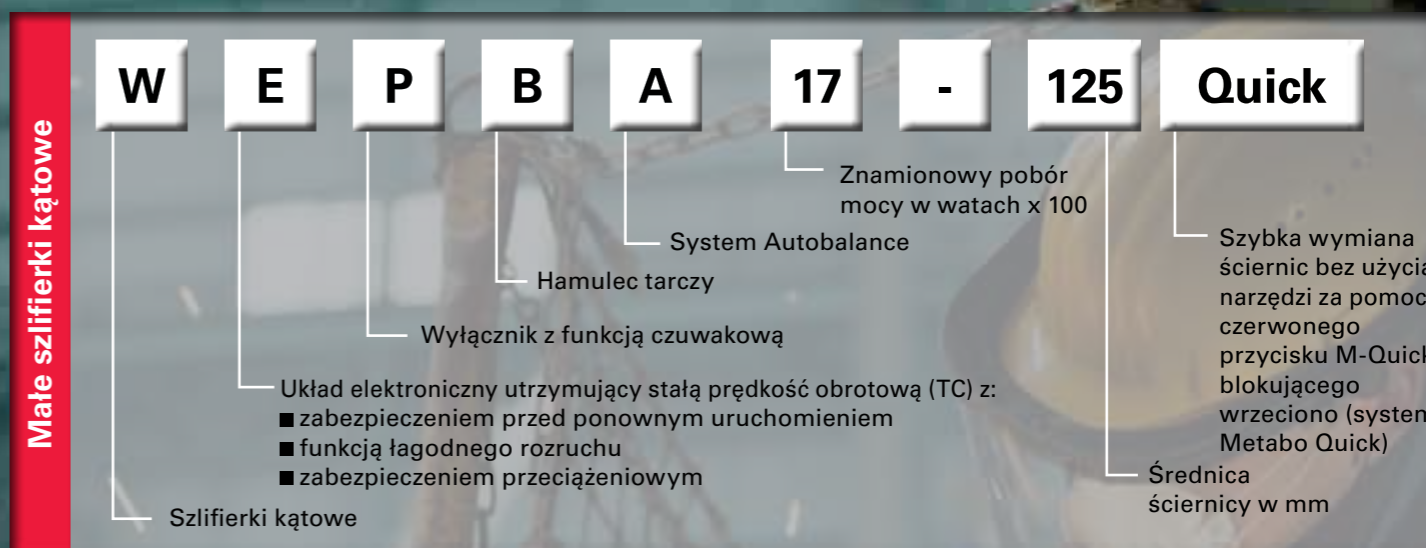 Małe szlifierki kątowe
W E P B A 17 - 125 Quick
Znamionowy pobór
mocy w watach x 100
System Autobalance
Hamulec tarczy
Wyłącznik z funkcją czuwakową
Układ elektroniczny utrzymujący stałą prędkość obrotową (TC) z:
■ zabezpieczeniem przed ponownym uruchomieniem
■ funkcją łagodnego rozruchu
■ zabezpieczeniem przeciążeniowym
Szlifierki kątowe
Szybka wymiana
ściernic bez użycia
narzędzi za pomoc
czerwonego
przycisku M-Quick
blokującego
wrzeciono (system
Metabo Quick)
Średnica
ściernicy w mm